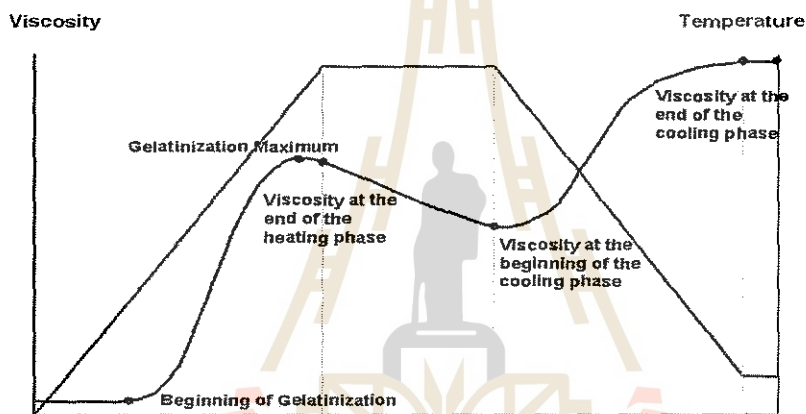 Viscosity
Temperature
Viscosity at the
end of the
cooling phase
Gelatinization Maximum
Viscosity at the
end of the
heating phase
Viscosity at the
beginning of the
cooling phase
Beginning of Gelatinization